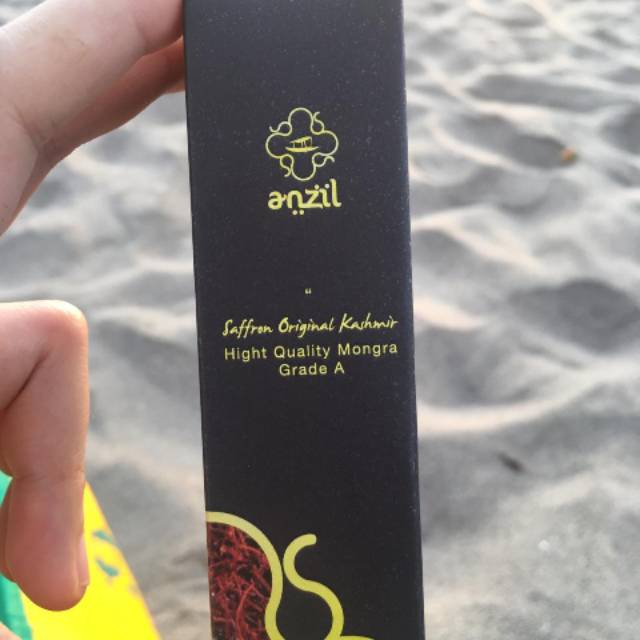 anzil
“
Saffron Original Kashmir
Hight Quality Mongra
Grade A